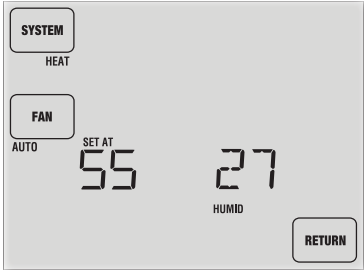 SYSTEM
HEAT
FAN
AUTO
SET AT
55 27
HUMID
RETURN